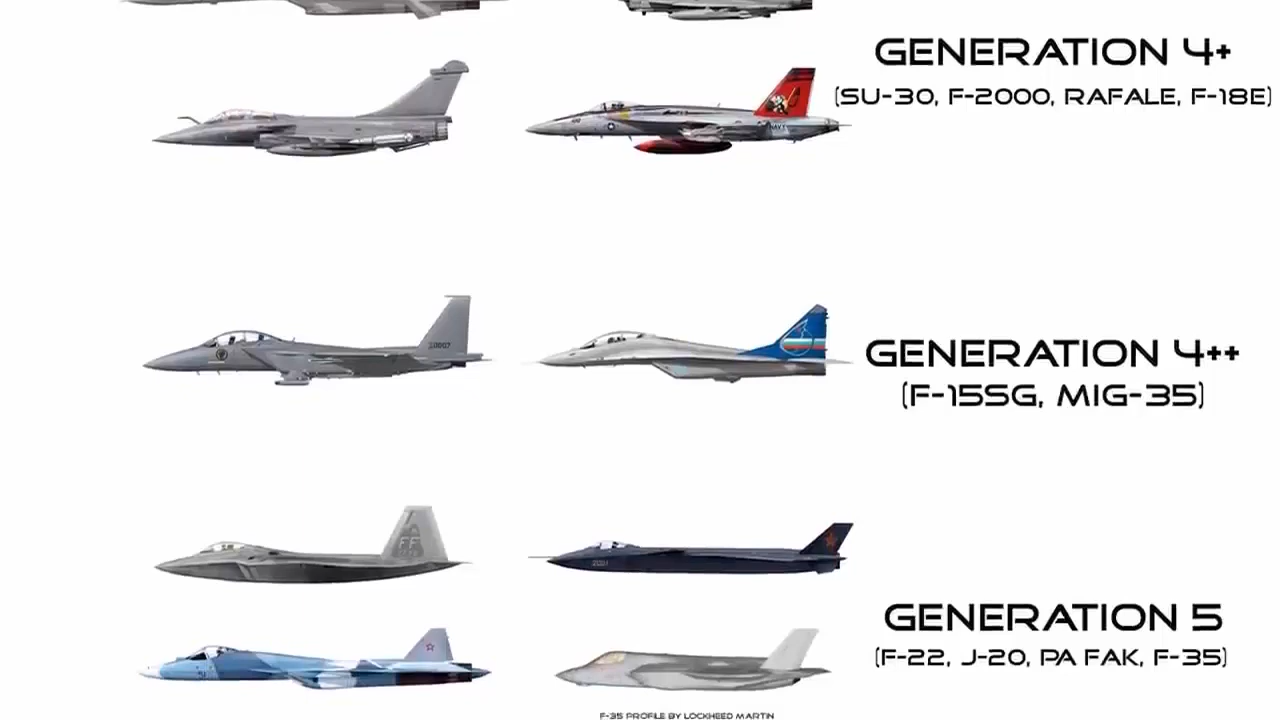 GENERATION 4+
(SU-30, F-2000, RAFALE, F-18E)
GENERATION 4++
(F-15SG, MIG-35)
FF
GENERATION 5
(F-22, J-20, PA FAK, F-35)
F-35 PROFILE BY LOCKHEED MARTIN